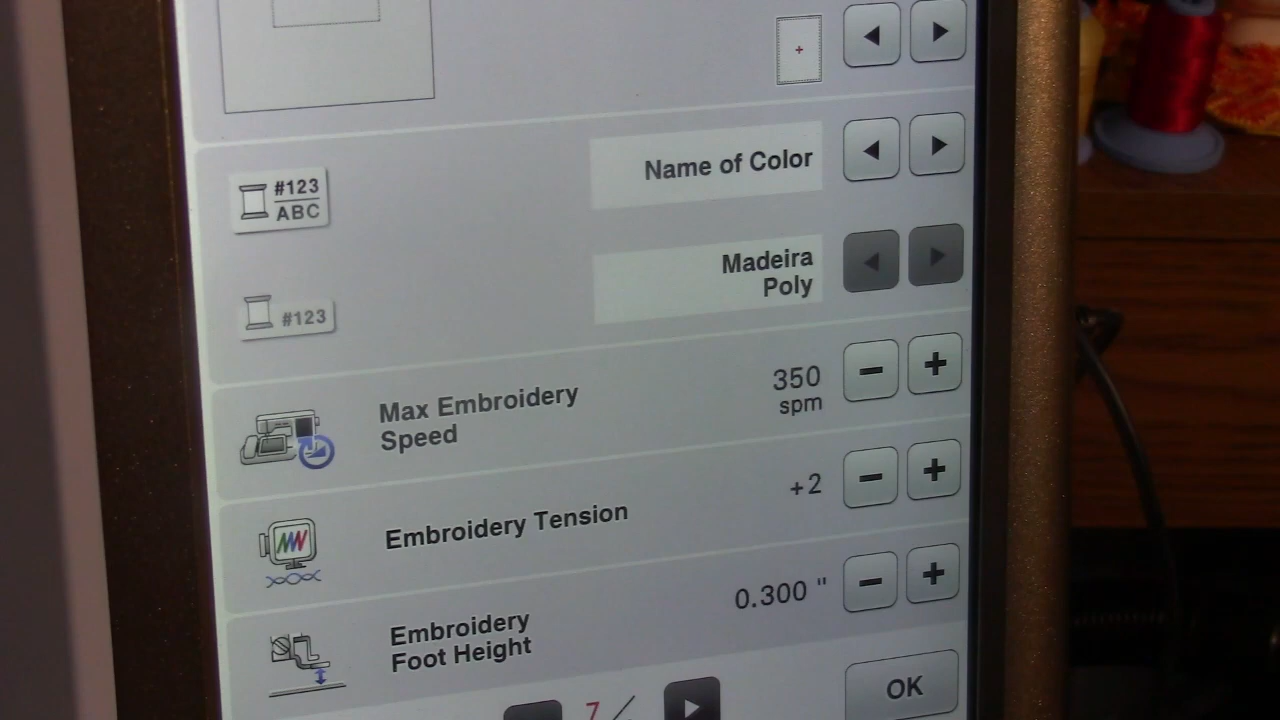 #123
ABC
Name of Color
#123
Madeira
Poly
Max Embroidery
Speed
350
spm
Embroidery Tension
+2
Embroidery
Foot Height
0.300 "
7 /
OK